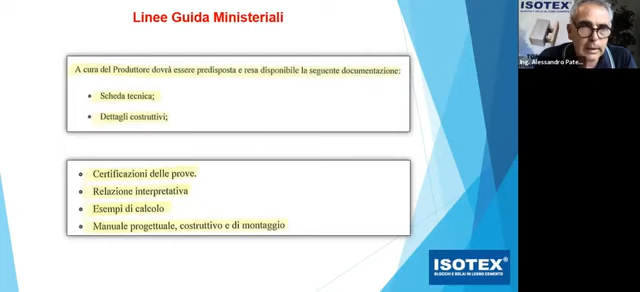 Linee Guida Ministeriali
A cura del Produttore dovrà essere predisposta e resa disponibile la seguente documentazione:
Scheda tecnica;
Dettagli costruttivi;
Certificazioni delle prove.
Relazione interpretativa
Esempi di calcolo
Manuale progettuale, costruttivo e di montaggio
ISOTEX®
BLOCCHI E SOLAI IN LEGNO CEMENTO
ISOTEX®
Ing. Alessandro Pate...